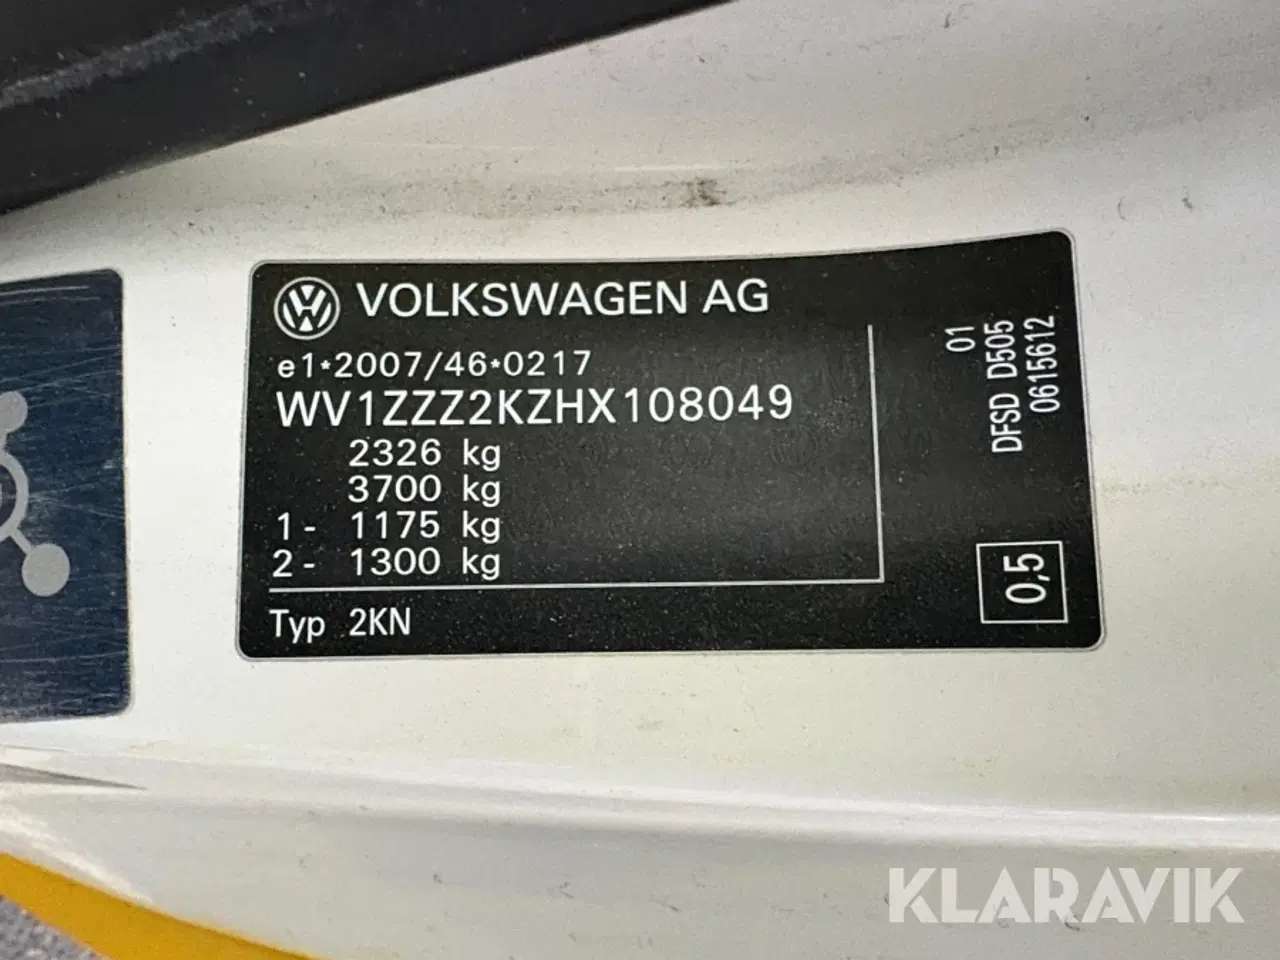 VOLKSWAGEN AG
e1*2007/46*0217
WV1ZZZ2KZHX108049
2326 kg
3700 kg
1- 1175 kg
2- 1300 kg
Typ 2KN
01
DFSD D505
0615612
0,5
KLARAVIK